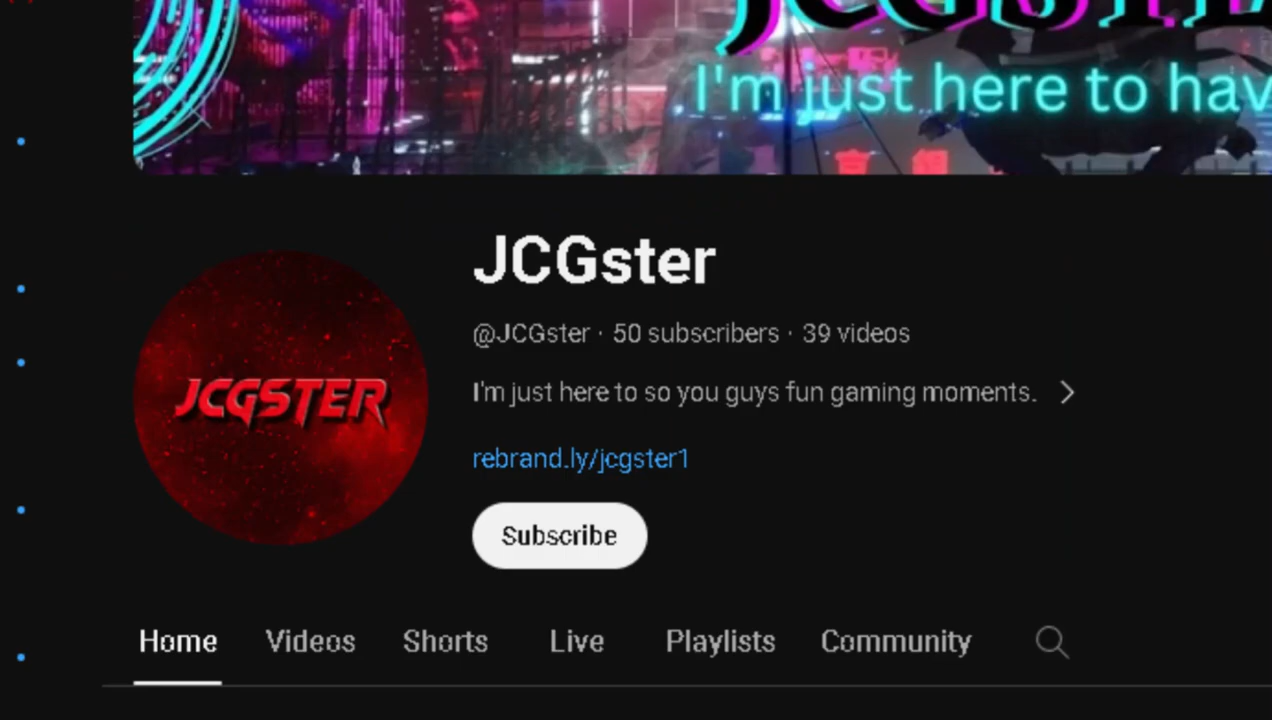 I'm just here to hav
JCGster
@JCGster · 50 subscribers · 39 videos
JCGSTER
I'm just here to so you guys fun gaming moments.
rebrand.ly/jcgster1
Subscribe
Home Videos Shorts Live Playlists Community